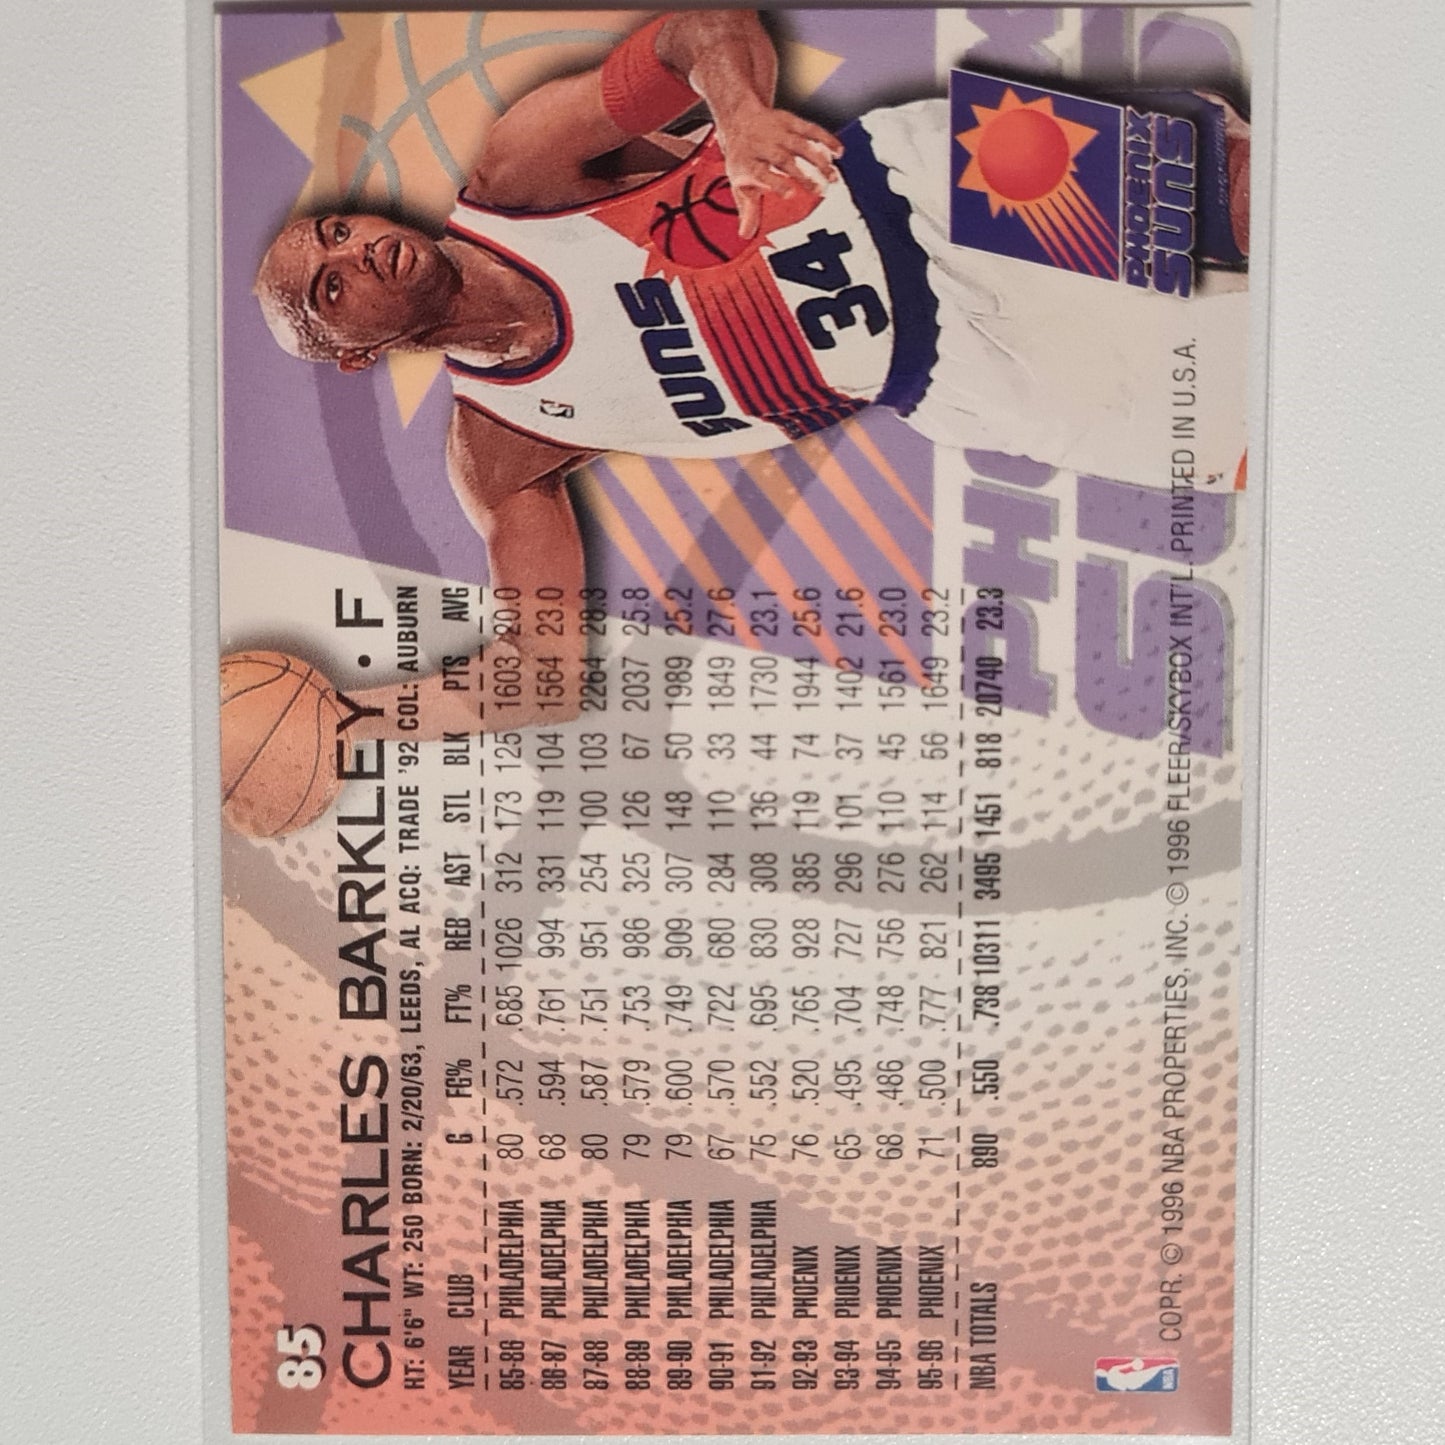 85
CHARLES BARKLEY • F
HT: 6'6" WT: 250 BORN: 2/20/63, LEEDS, AL ACQ: TRADE '92 COL: AUBURN
YEAR CLUB G FG% FT% REB AST STL BLK PTS AVG
85-86 PHILADELPHIA 80 .572 .685 1026 312 173 125 1603 20.0
86-87 PHILADELPHIA 68 .594 .761 994 331 119 104 1564 23.0
87-88 PHILADELPHIA 80 .587 .751 951 254 100 103 2264 28.3
88-89 PHILADELPHIA 79 .579 .753 986 325 126 67 2037 25.8
89-90 PHILADELPHIA 79 .600 .749 909 307 148 50 1989 25.2
90-91 PHILADELPHIA 67 .570 .722 680 284 110 33 1849 27.6
91-92 PHILADELPHIA 75 .552 .695 830 308 136 44 1730 23.1
92-93 PHOENIX 76 .520 .765 928 385 119 74 1944 25.6
93-94 PHOENIX 65 .495 .704 727 296 101 37 1402 21.6
94-95 PHOENIX 68 .486 .748 756 276 110 45 1561 23.0
95-96 PHOENIX 71 .500 .777 821 262 114 56 1649 23.2
NBA TOTALS 890 .550 .738 10311 3495 1451 818 20740 23.3
NBA
COPR. © 1996 NBA PROPERTIES, INC. © 1996 FLEER/SKYBOX INT'L. PRINTED IN U.S.A.
SUNS
34
PHOENIX
SUNS